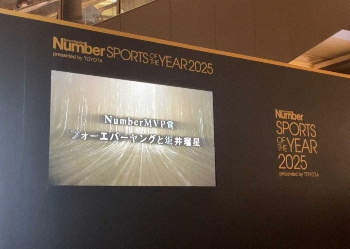 Number SPORTS OF THE YEAR 2025
presented by TOYOTA
NumberMVP賞
フォーエバーヤングと坂井瑠星
Number
SPORTS
OF THE YEAR
2025
presented by TOYOTA